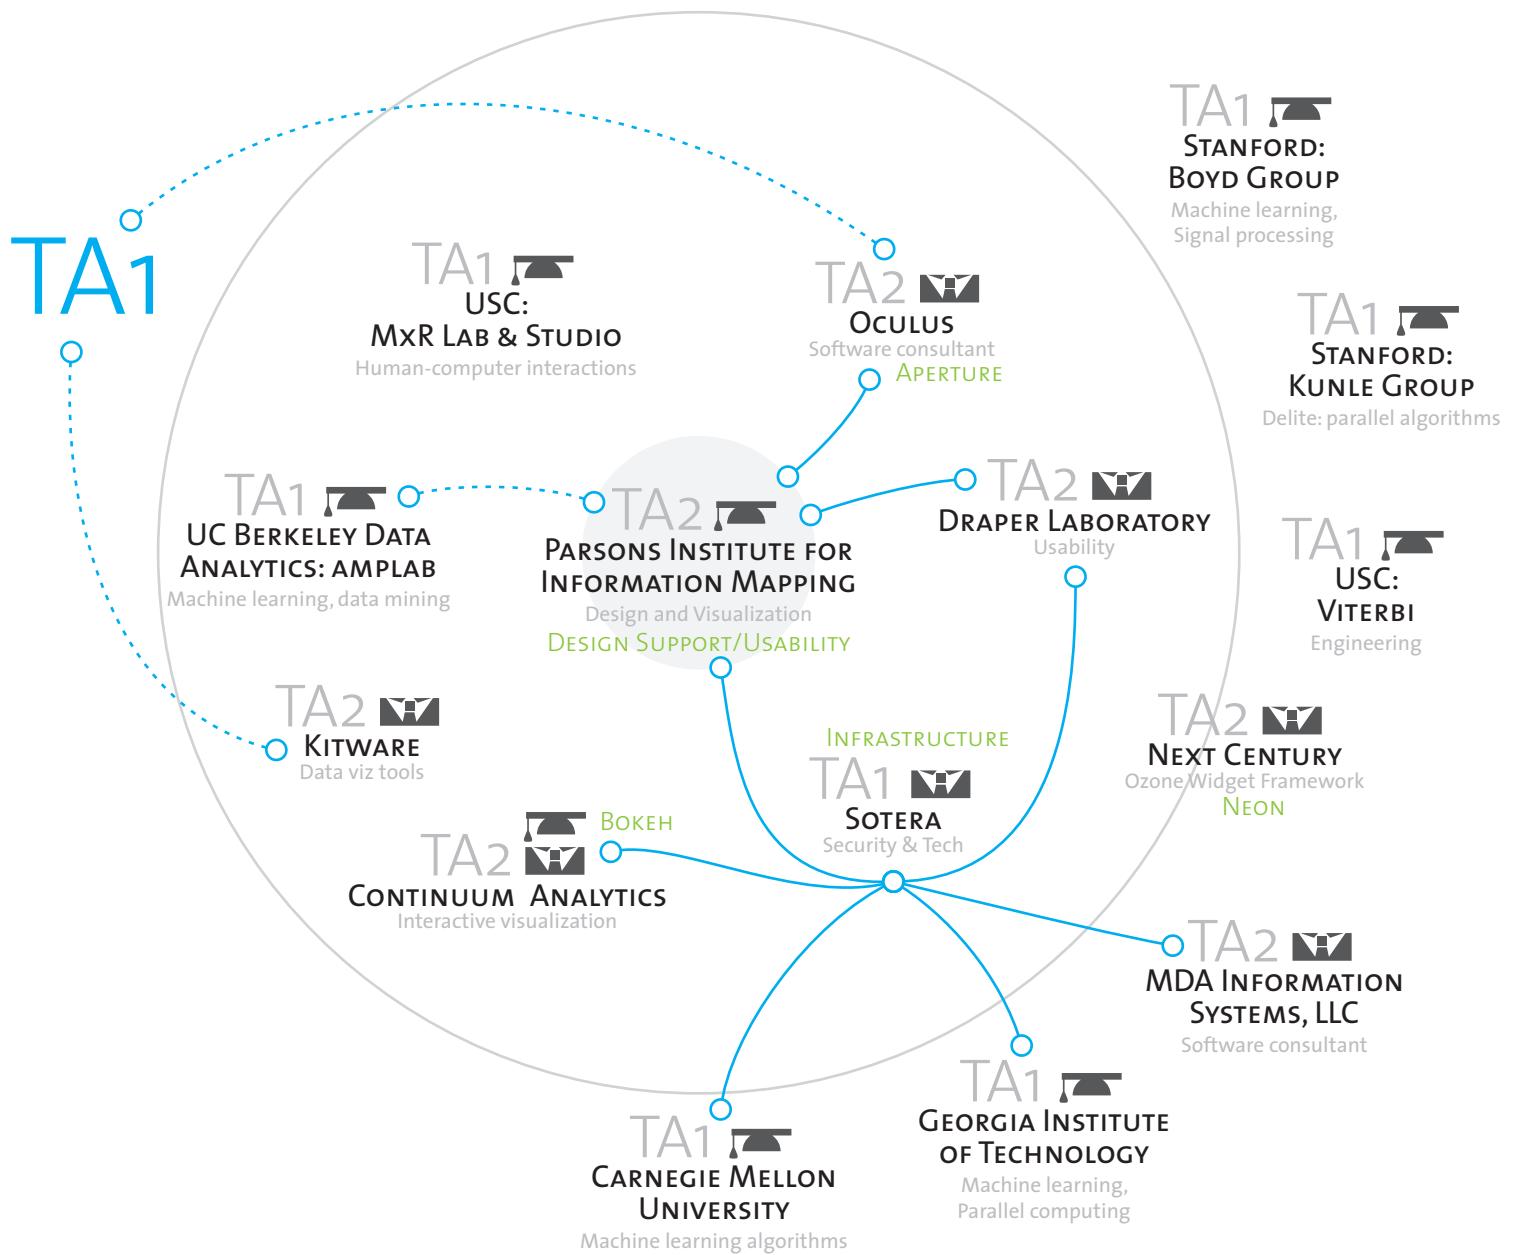 TA1
STANFORD:
BOYD GROUP
Machine learning,
Signal processing
TA1
TA1
USC:
MXR LAB & STUDIO
Human-computer interactions
TA2
OCULUS
Software consultant
APERTURE
TA1
STANFORD:
KUNLE GROUP
Delite: parallel algorithms
TA1
UC BERKELEY DATA
ANALYTICS: AMPLAB
Machine learning, data mining
TA2
PARSONS INSTITUTE FOR
INFORMATION MAPPING
Design and Visualization
DESIGN SUPPORT/USABILITY
TA2
DRAPER LABORATORY
Usability
TA1
USC:
VITERBI
Engineering
TA2
KITWARE
Data viz tools
INFRASTRUCTURE
TA1
SOTERA
Security & Tech
TA2
NEXT CENTURY
Ozone Widget Framework
NEON
BOKEH
TA2
CONTINUUM ANALYTICS
Interactive visualization
TA2
MDA INFORMATION
SYSTEMS, LLC
Software consultant
TA1
CARNEGIE MELLON
UNIVERSITY
Machine learning algorithms
TA1
GEORGIA INSTITUTE
OF TECHNOLOGY
Machine learning,
Parallel computing